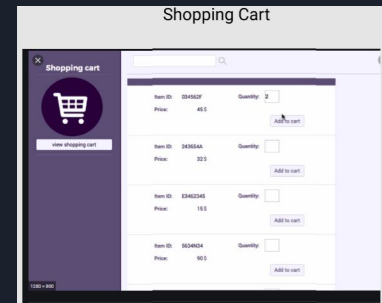 Shopping Cart
Shopping cart
view shopping cart
Item ID: 034562F Quantity: 2
Price: 45 $
Add to cart
Item ID: 243654A Quantity:
Price: 32 $
Add to cart
Item ID: E3462345 Quantity:
Price: 15 $
Add to cart
Item ID: 5634N34 Quantity:
Price: 90 $
Add to cart
1280 × 800